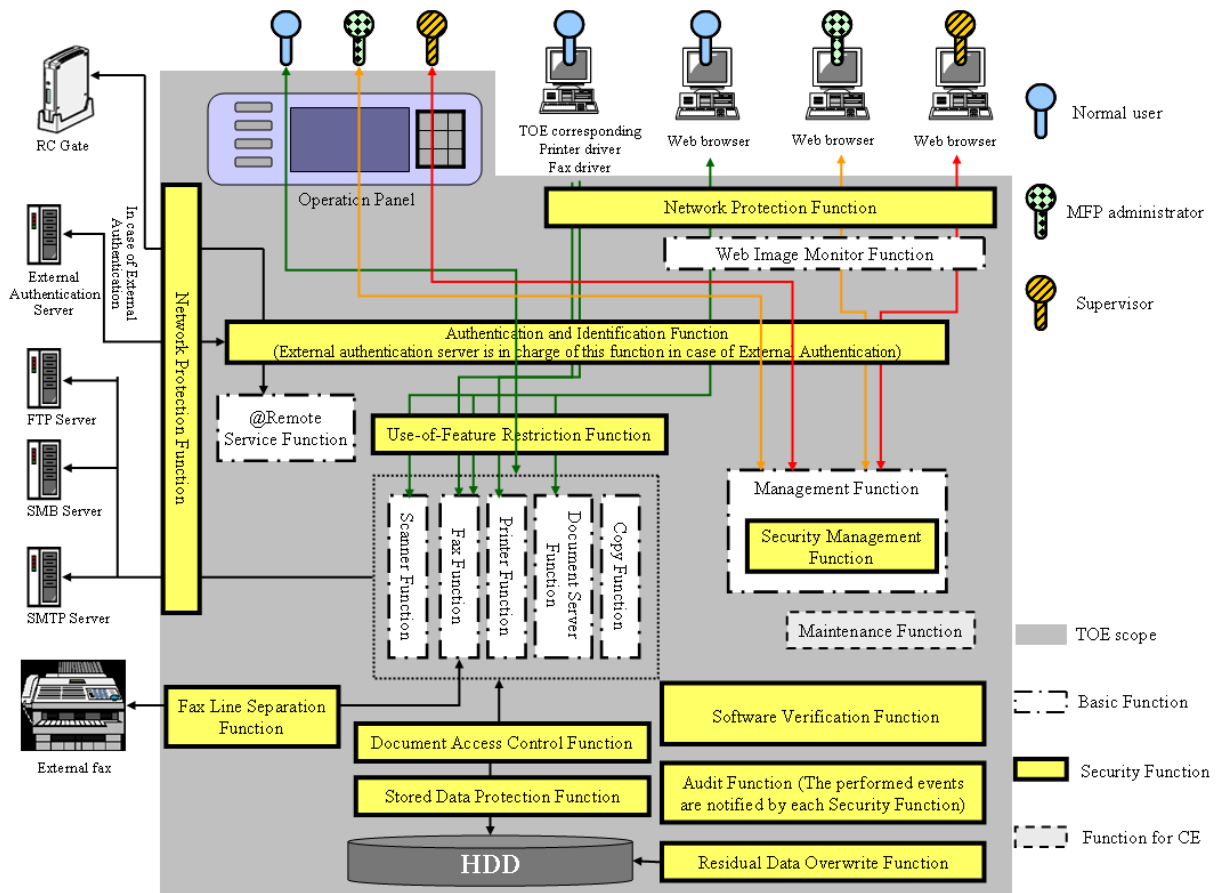 RC Gate
Operation Panel
TOE corresponding
Printer driver
Fax driver
Web browser
Web browser
Web browser
Normal user
MFP administrator
Supervisor
Network Protection Function
Web Image Monitor Function
In case of External
Authentication
External
Authentication
Server
Network Protection Function
Authentication and Identification Function
(External authentication server is in charge of this function in case of External Authentication)
FTP Server
@Remote
Service Function
Use-of-Feature Restriction Function
SMB Server
SMTP Server
Scanner Function
Fax Function
Printer Function
Document Server
Function
Copy Function
Management Function
Security Management
Function
Maintenance Function
TOE scope
Basic Function
Security Function
Function for CE
External fax
Fax Line Separation
Function
Document Access Control Function
Stored Data Protection Function
HDD
Software Verification Function
Audit Function (The performed events
are notified by each Security Function)
Residual Data Overwrite Function